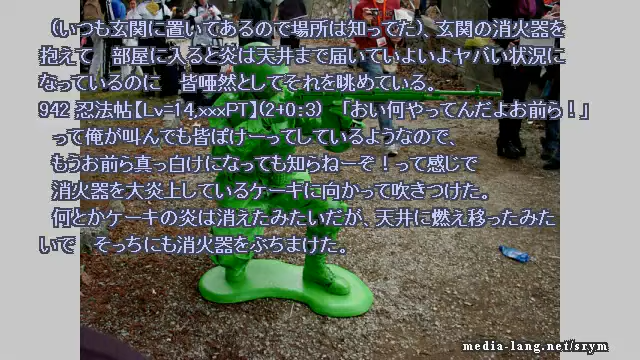 （いつも玄関に置いてあるので場所は知ってた）、玄関の消火器を
抱えて　部屋に入ると炎は天井まで届いていよいよヤバい状況に
なっているのに　皆唖然としてそれを眺めている。
942 忍法帖【Lv=14,xxxPT】(2+0:3)　「おい何やってんだよお前ら！」
って俺が叫んでも皆ぽけーってしているようなので、
もうお前ら真っ白けになっても知らねーぞ！って感じで
消火器を大炎上しているケーキに向かって吹きつけた。
何とかケーキの炎は消えたみたいだが、天井に燃え移ったみた
いで　そっちにも消火器をぶちまけた。
media-lang.net/srym